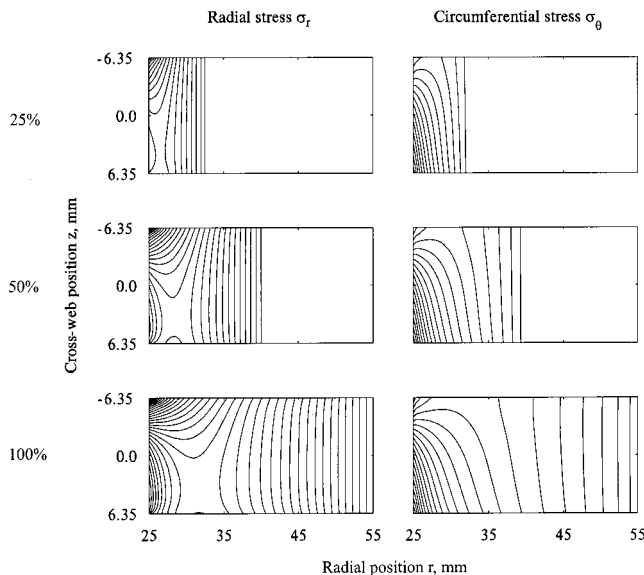 Radial stress σr
Circumferential stress σθ
25%
-6.35
0.0
6.35
-6.35
50%
0.0
6.35
-6.35
100%
0.0
6.35
Cross-web position z, mm
25 35 45 55
25 35 45 55
Radial position r, mm